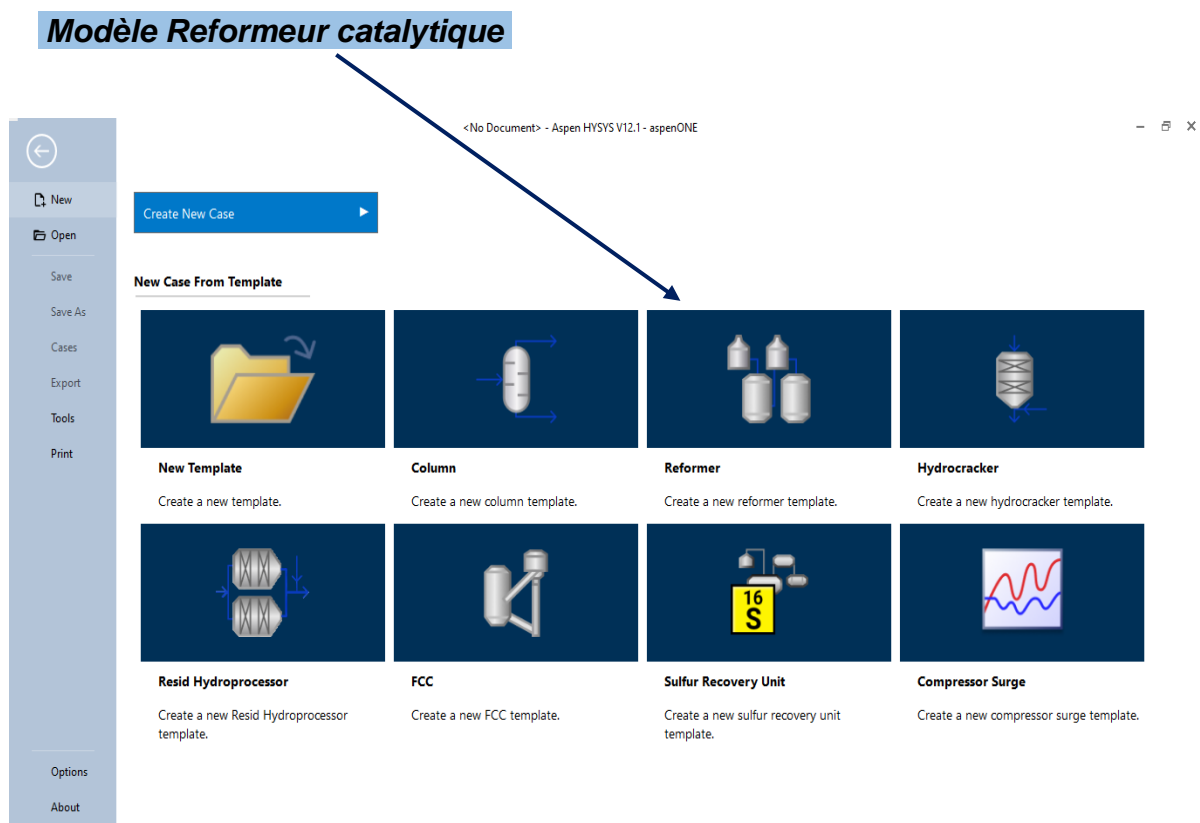 Modèle Reformeur catalytique
<No Document> - Aspen HYSYS V12.1 - aspenONE
New
Open
Save
Save As
Cases
Export
Tools
Print
Options
About
Create New Case
New Case From Template
New Template
Create a new template.
Column
Create a new column template.
Reformer
Create a new reformer template.
Hydrocracker
Create a new hydrocracker template.
16
S
Resid Hydroprocessor
Create a new Resid Hydroprocessor
template.
FCC
Create a new FCC template.
Sulfur Recovery Unit
Create a new sulfur recovery unit
template.
Compressor Surge
Create a new compressor surge template.